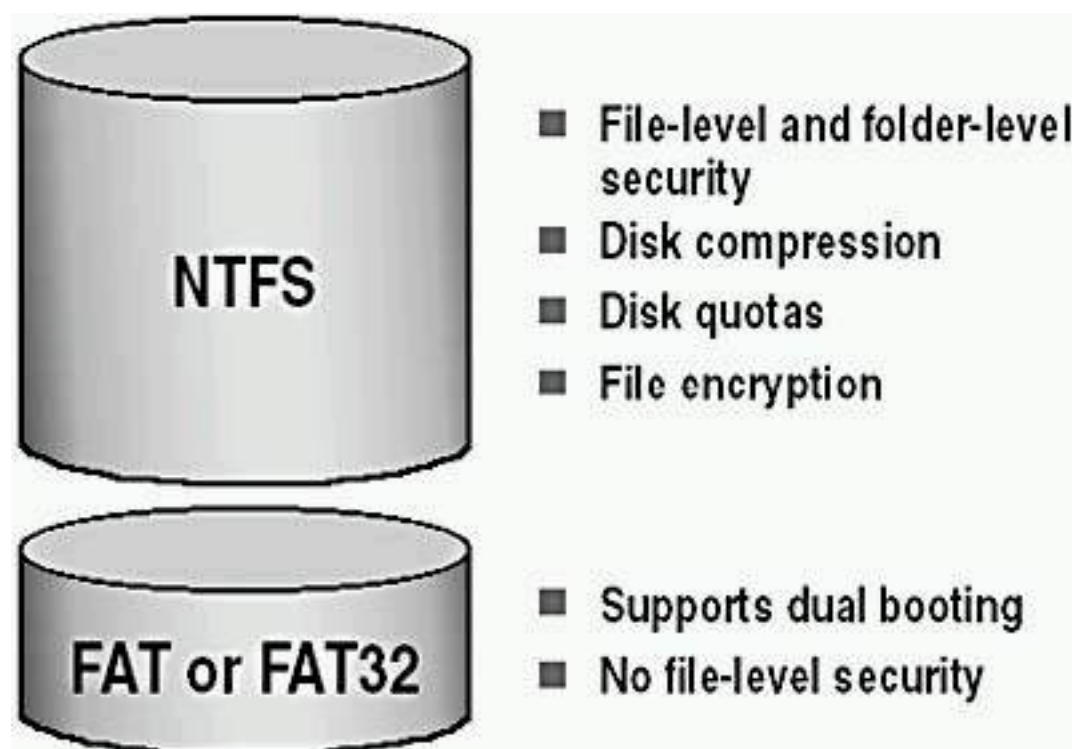 NTFS
File-level and folder-level
security
Disk compression
Disk quotas
File encryption
FAT or FAT32
Supports dual booting
No file-level security